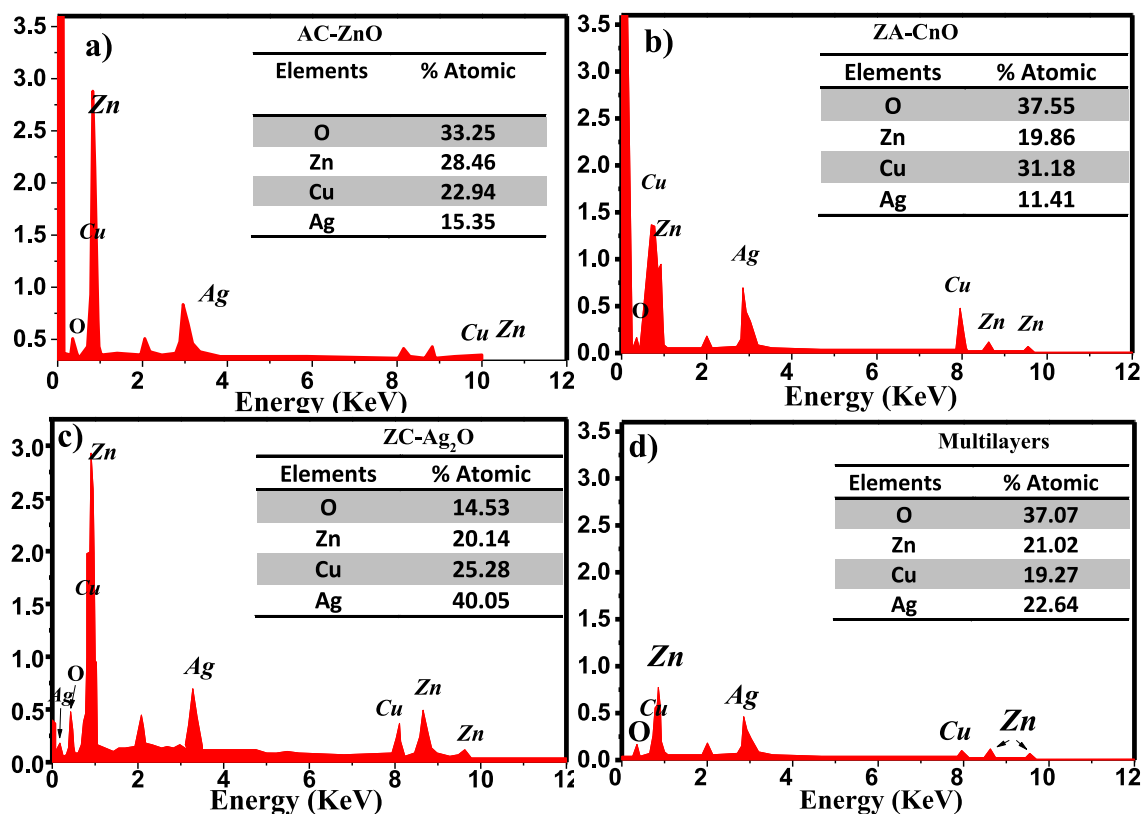 a)
AC-ZnO
Elements % Atomic
O 33.25
Zn 28.46
Cu 22.94
Ag 15.35
Zn
Cu
O
Ag
Cu
Zn
3.5
3.0
2.5
2.0
1.5
1.0
0.5
0 2 4 6 8 10 12
Energy (KeV)
b)
ZA-CnO
Elements % Atomic
O 37.55
Zn 19.86
Cu 31.18
Ag 11.41
Cu
Zn
O
Ag
Cu
Zn
Zn
3.5
3.0
2.5
2.0
1.5
1.0
0.5
0.0
0 2 4 6 8 10 12
Energy (KeV)
c)
ZC-Ag₂O
Elements % Atomic
O 14.53
Zn 20.14
Cu 25.28
Ag 40.05
Zn
Cu
Ag
O
Ag
Cu
Zn
Zn
3.0
2.5
2.0
1.5
1.0
0.5
0.0
0 2 4 6 8 10 12
Energy (KeV)
d)
Multilayers
Elements % Atomic
O 37.07
Zn 21.02
Cu 19.27
Ag 22.64
Zn
Cu
O
Ag
Cu
Zn
3.5
3.0
2.5
2.0
1.5
1.0
0.5
0.0
0 2 4 6 8 10 12
Energy (KeV)